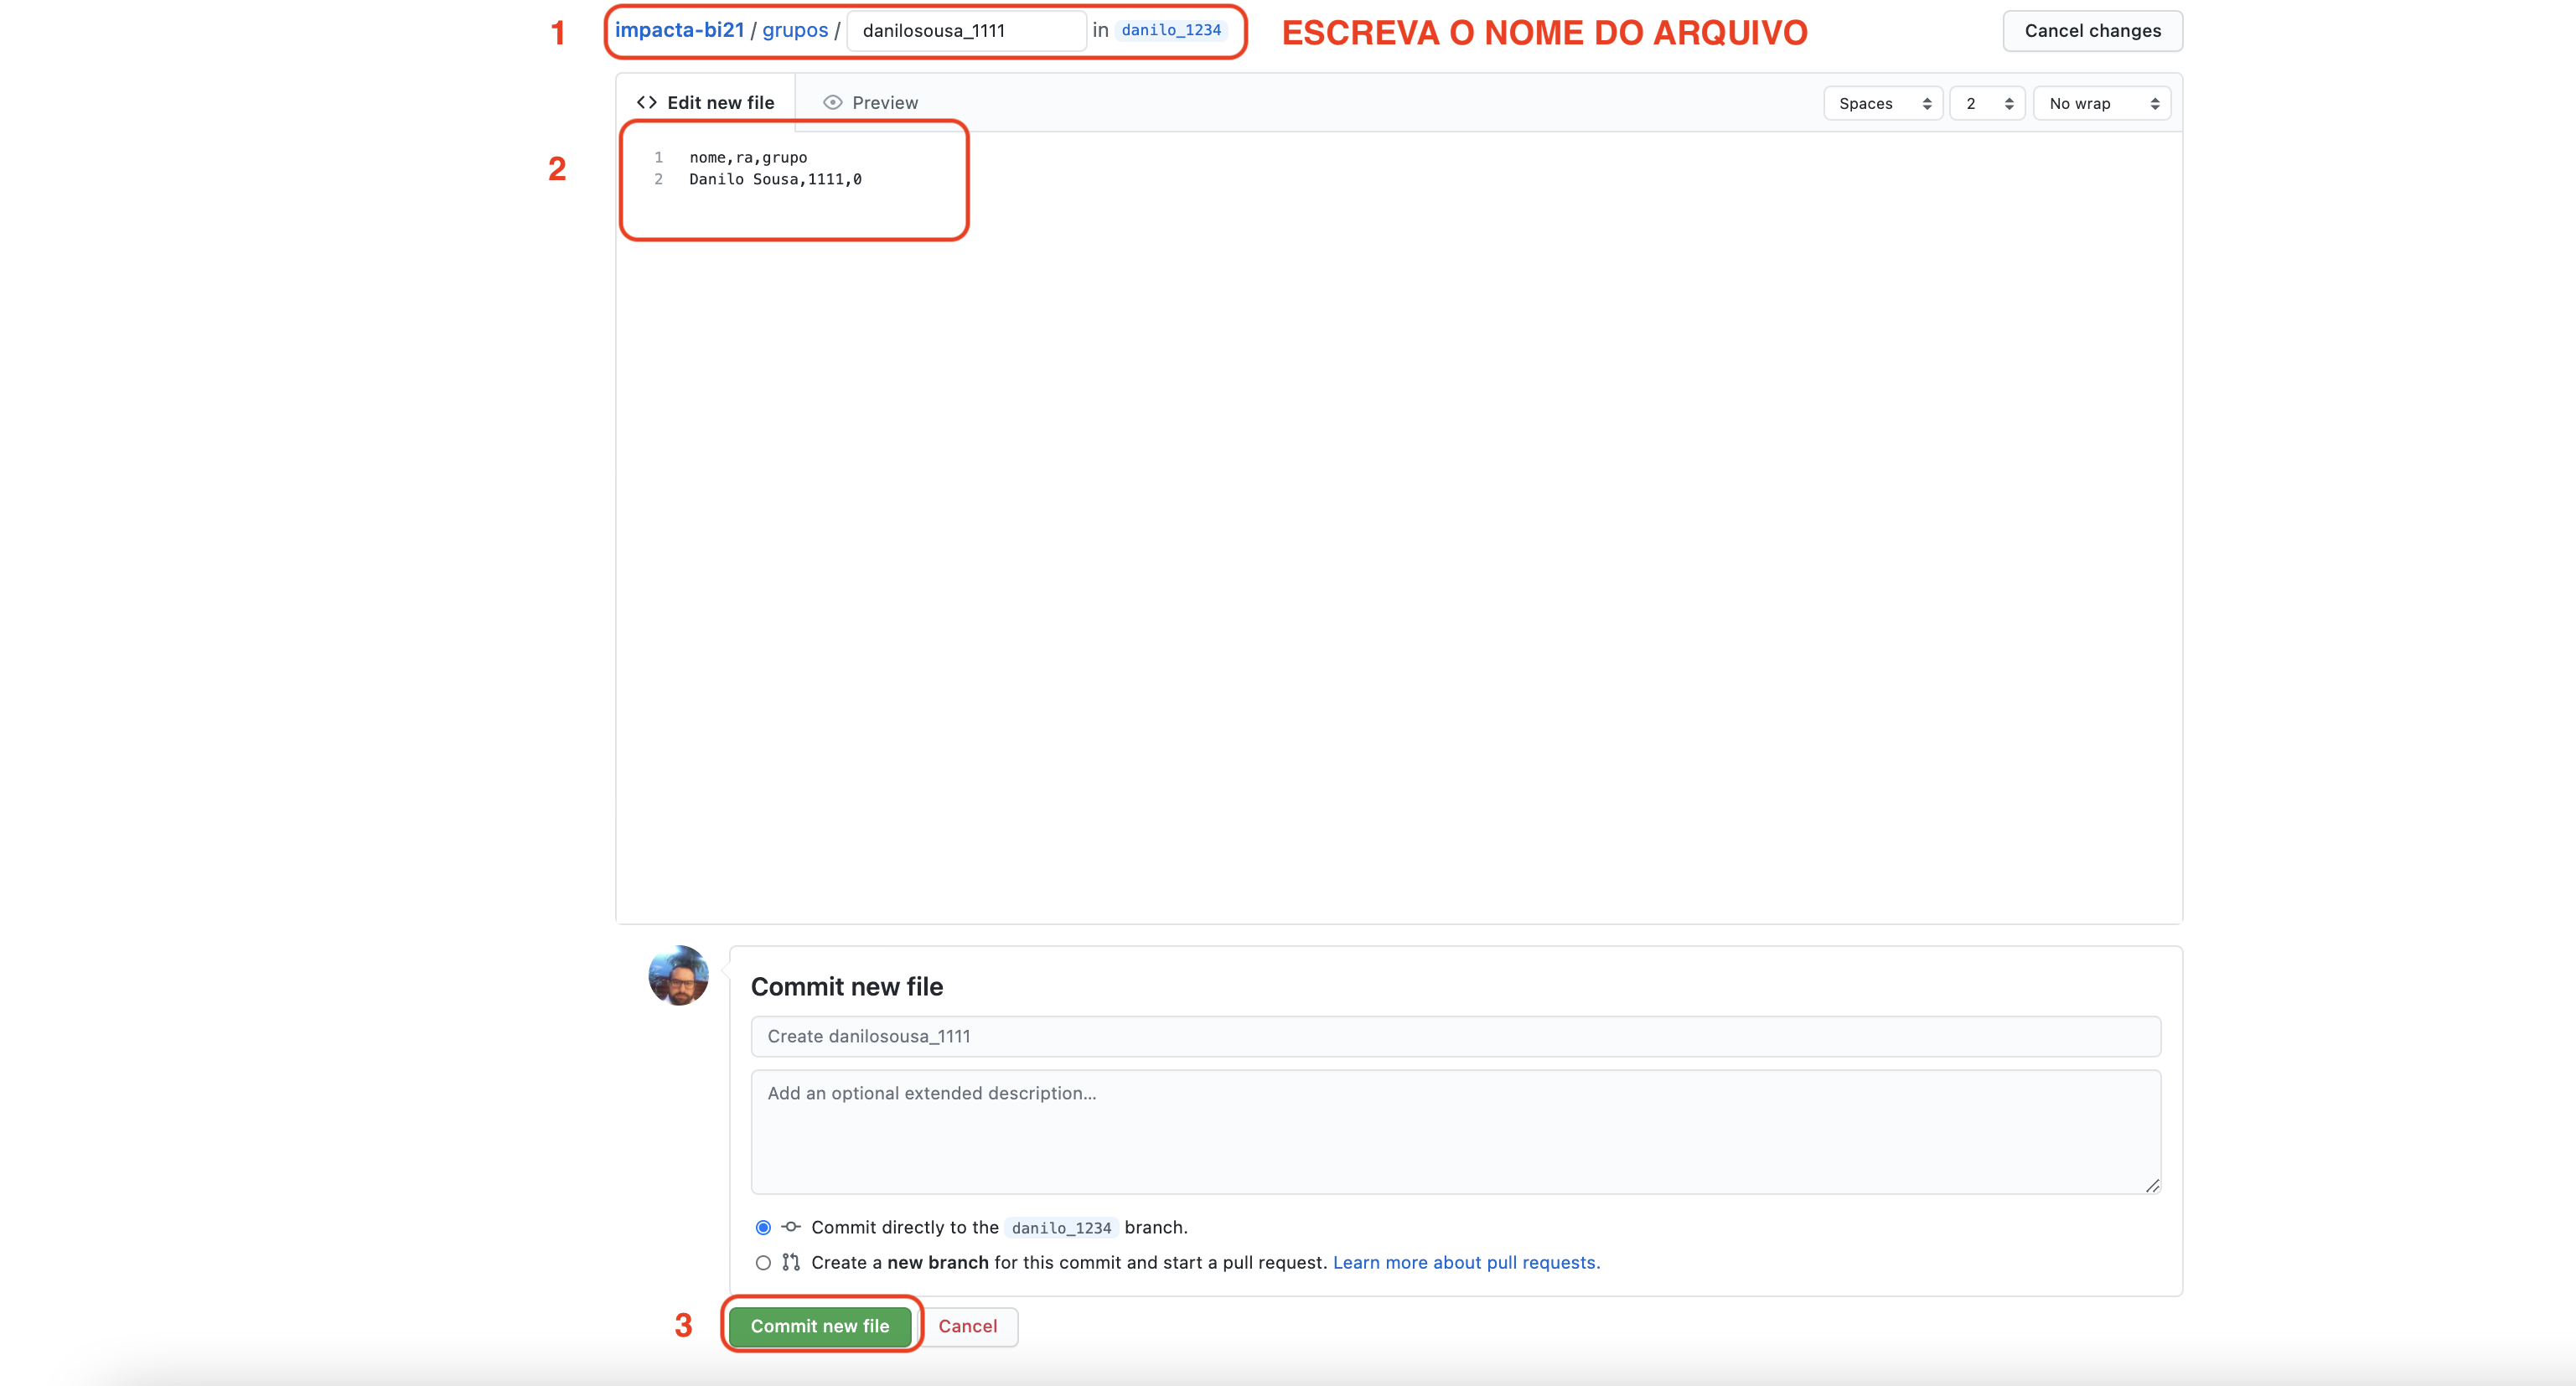 1 impacta-bi21 / grupos / danilosousa_1111 in danilo_1234 ESCREVA O NOME DO ARQUIVO Cancel changes
<> Edit new file Preview Spaces 2 No wrap
2
1 nome,ra,grupo
2 Danilo Sousa,1111,0
Commit new file
Create danilosousa_1111
Add an optional extended description...
Commit directly to the danilo_1234 branch.
Create a new branch for this commit and start a pull request. Learn more about pull requests.
3 Commit new file Cancel